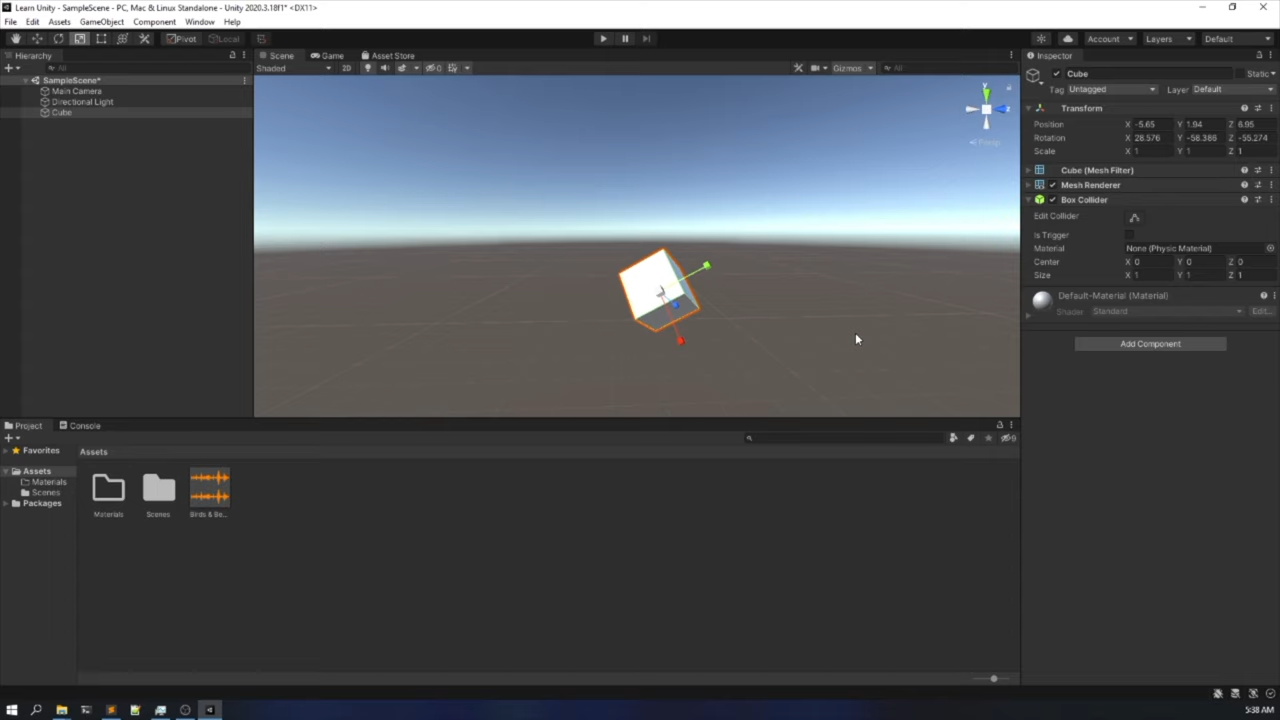 Learn Unity - SampleScene - PC, Mac & Linux Standalone - Unity 2020.3.18f1* <DX11>
File Edit Assets GameObject Component Window Help
Pivot Local Account Layers Default
Hierarchy
All
SampleScene*
Main Camera
Directional Light
Cube
Scene Game Asset Store
Shaded 2D 0 Gizmos All
y
z
Persp
Inspector
Cube Static
Tag Untagged Layer Default
Transform
Position X -5.65 Y 1.94 Z 6.95
Rotation X 28.576 Y -58.386 Z -55.274
Scale X 1 Y 1 Z 1
Cube (Mesh Filter)
Mesh Renderer
Box Collider
Edit Collider
Is Trigger
Material None (Physic Material)
Center X 0 Y 0 Z 0
Size X 1 Y 1 Z 1
Default-Material (Material)
Shader Standard Edit...
Add Component
Project Console
9
Favorites
Assets
Materials
Scenes
Packages
Assets
Materials Scenes Birds & Be...
5:38 AM